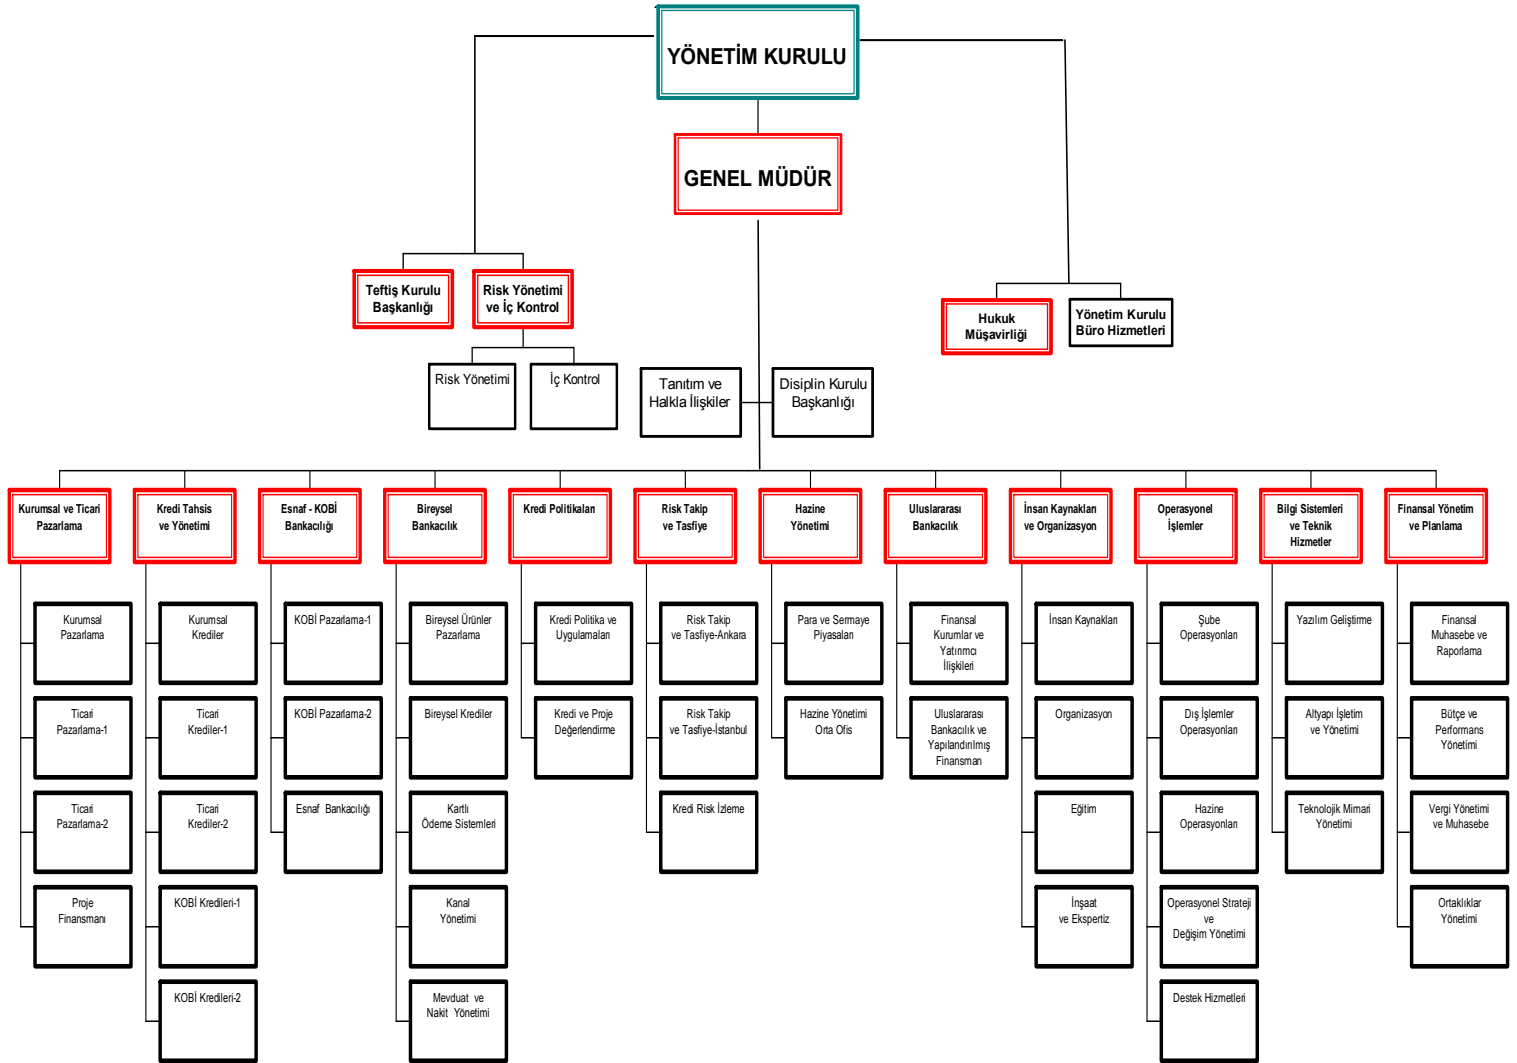 YÖNETİM KURULU
GENEL MÜDÜR
Teftiş Kurulu
Başkanlığı
Risk Yönetimi
ve İç Kontrol
Hukuk
Müşavirliği
Yönetim Kurulu
Büro Hizmetleri
Risk Yönetimi
İç Kontrol
Tanıtım ve
Halkla İlişkiler
Disiplin Kurulu
Başkanlığı
Kurumsal ve Ticari
Pazarlama
Kredi Tahsis
ve Yönetimi
Esnaf - KOBİ
Bankacılığı
Bireysel
Bankacılık
Kredi Politikaları
Risk Takip
ve Tasfiye
Hazine
Yönetimi
Uluslararası
Bankacılık
İnsan Kaynakları
ve Organizasyon
Operasyonel
İşlemler
Bilgi Sistemleri
ve Teknik
Hizmetler
Finansal Yönetim
ve Planlama
Kurumsal
Pazarlama
Kurumsal
Krediler
KOBİ Pazarlama-1
Bireysel Ürünler
Pazarlama
Kredi Politika ve
Uygulamaları
Risk Takip
ve Tasfiye-Ankara
Para ve Sermaye
Piyasaları
Finansal
Kurumlar ve
Yatırımcı
İlişkileri
İnsan Kaynakları
Şube
Operasyonları
Yazılım Geliştirme
Finansal
Muhasebe ve
Raporlama
Ticari
Pazarlama-1
Ticari
Krediler-1
KOBİ Pazarlama-2
Bireysel Krediler
Kredi ve Proje
Değerlendirme
Risk Takip
ve Tasfiye-İstanbul
Hazine Yönetimi
Orta Ofis
Uluslararası
Bankacılık ve
Yapılandırılmış
Finansman
Organizasyon
Dış İşlemler
Operasyonları
Altyapı İşletim
ve Yönetimi
Bütçe ve
Performans
Yönetimi
Ticari
Pazarlama-2
Ticari
Krediler-2
Esnaf Bankacılığı
Kartlı
Ödeme Sistemleri
Kredi Risk İzleme
Eğitim
Hazine
Operasyonları
Teknolojik Mimari
Yönetimi
Vergi Yönetimi
ve Muhasebe
Proje
Finansmanı
KOBİ Kredileri-1
Kanal
Yönetimi
İnşaat
ve Ekspertiz
Operasyonel Strateji
ve
Değişim Yönetimi
Ortaklıklar
Yönetimi
KOBİ Kredileri-2
Mevduat ve
Nakit Yönetimi
Destek Hizmetleri